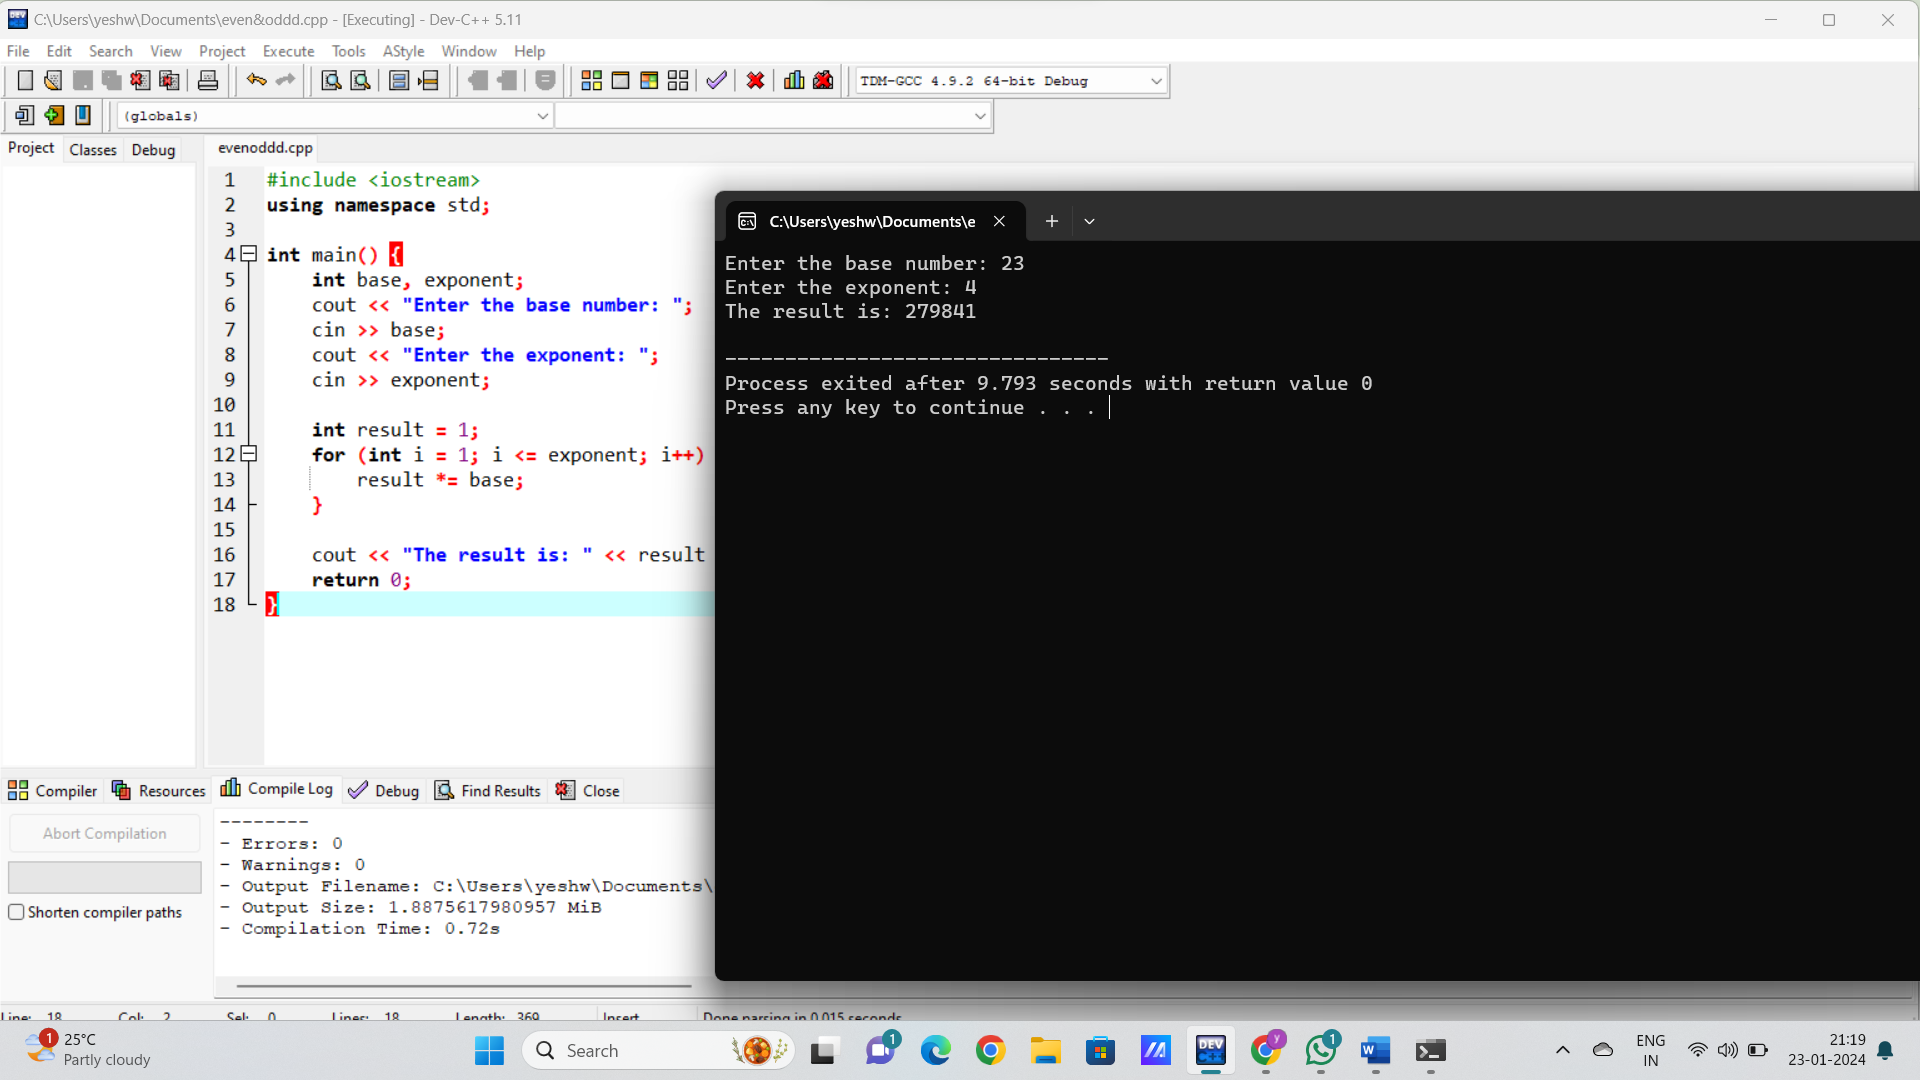 C:\Users\yeshw\Documents\even&oddd.cpp - [Executing] - Dev-C++ 5.11
File Edit Search View Project Execute Tools AStyle Window Help
TDM-GCC 4.9.2 64-bit Debug
(globals)
Project Classes Debug
evenoddd.cpp
1 #include <iostream>
2 using namespace std;
3
4 int main() {
5 int base, exponent;
6 cout << "Enter the base number: ";
7 cin >> base;
8 cout << "Enter the exponent: ";
9 cin >> exponent;
10
11 int result = 1;
12 for (int i = 1; i <= exponent; i++)
13 result *= base;
14 }
15
16 cout << "The result is: " << result
17 return 0;
18 }
C:\Users\yeshw\Documents\e
Enter the base number: 23
Enter the exponent: 4
The result is: 279841
--------------------------------
Process exited after 9.793 seconds with return value 0
Press any key to continue . . .
Compiler Resources Compile Log Debug Find Results Close
Abort Compilation
Shorten compiler paths
--------
- Errors: 0
- Warnings: 0
- Output Filename: C:\Users\yeshw\Documents\
- Output Size: 1.8875617980957 MiB
- Compilation Time: 0.72s
Line: 18 Col: 2 Sel: 0 Lines: 18 Length: 369 Insert Done parsing in 0.015 seconds
1
25°C
Partly cloudy
Search
1
DEV C++
y
1
W
ENG
IN
21:19
23-01-2024